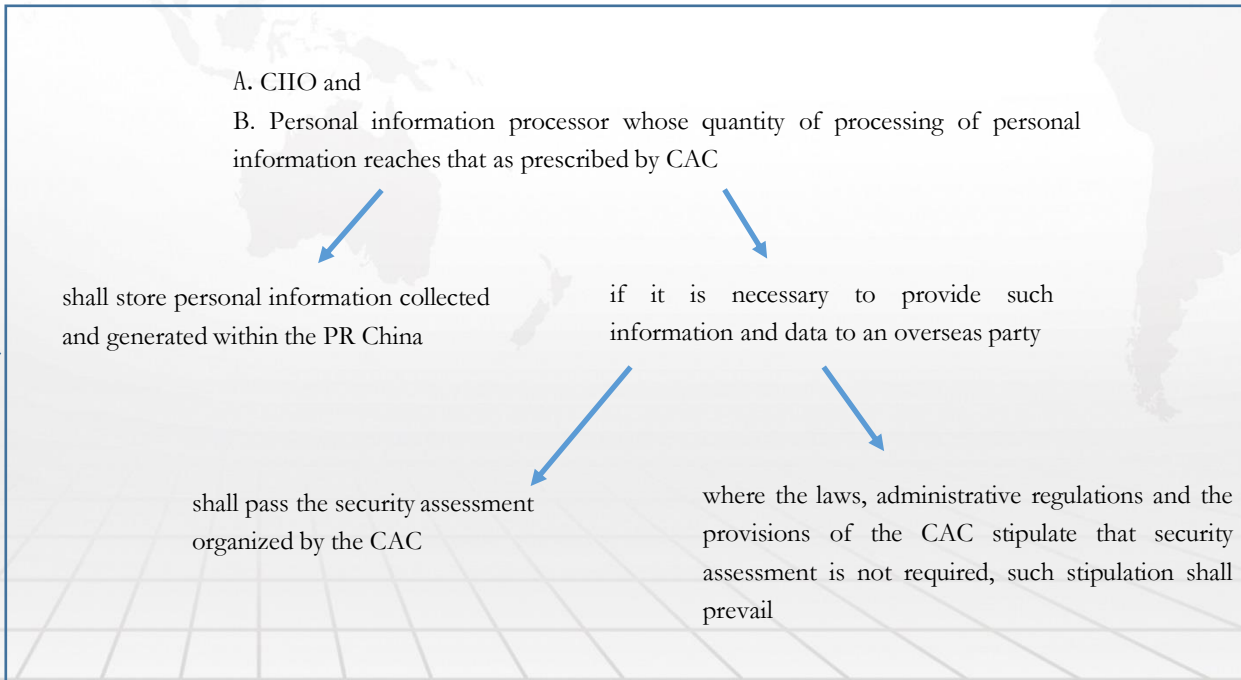 A. CIIO and
B. Personal information processor whose quantity of processing of personal
information reaches that as prescribed by CAC
shall store personal information collected
and generated within the PR China
if it is necessary to provide such
information and data to an overseas party
shall pass the security assessment
organized by the CAC
where the laws, administrative regulations and the
provisions of the CAC stipulate that security
assessment is not required, such stipulation shall
prevail